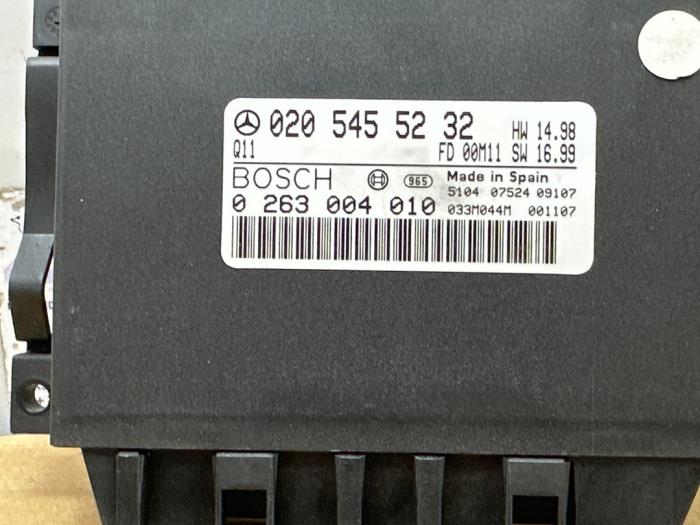 020 545 52 32 HW 14.98
Q11 FD 00M11 SW 16.99
BOSCH 965 Made in Spain
5104 07524 09107
0 263 004 010 033M044M 001107